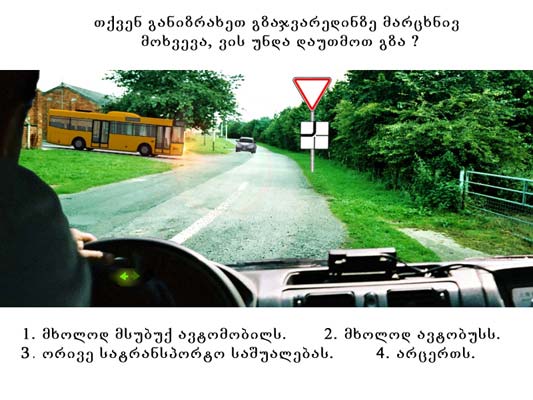 თქვენ განიზრახეთ გზაჯვარედინზე მარცხნივ
მოხვევა, ვის უნდა დაუთმოთ გზა ?
1. მხოლოდ მსუბუქ ავტომობილს. 2. მხოლოდ ავტობუსს.
3. ორივე სატრანსპორტო საშუალებას. 4. არცერთს.